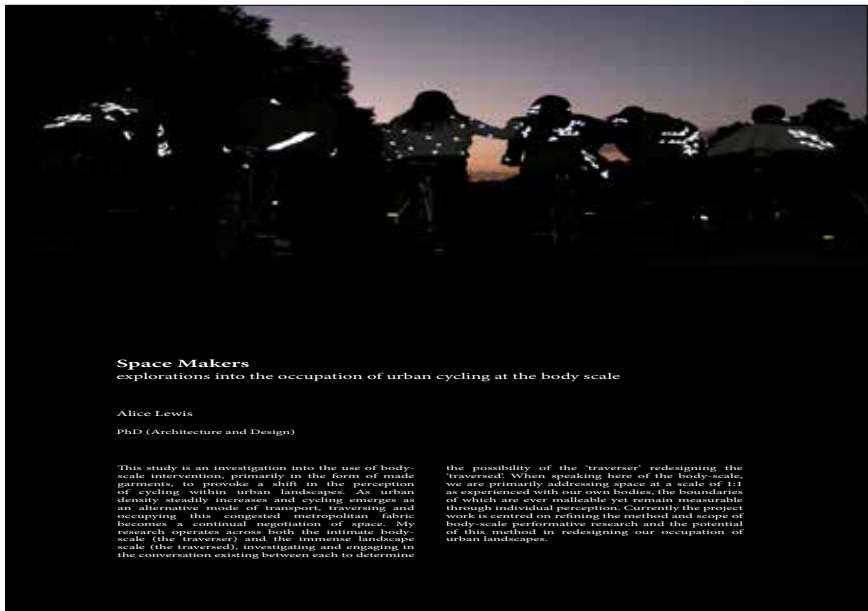 Space Makers
explorations into the occupation of urban cycling at the body scale
Alice Lewis
PhD (Architecture and Design)
This study is an investigation into the use of body-
scale intervention, primarily in the form of made
garments, to provoke a shift in the perception
of cycling within urban landscapes. As urban
density steadily increases and cycling emerges as
an alternative mode of transport, traversing and
occupying this congested metropolitan fabric
becomes a continual negotiation of space. My
research operates across both the intimate body-
scale (the traverser) and the immense landscape
scale (the traversed), investigating and engaging in
the conversation existing between each to determine
the possibility of the 'traverser' redesigning the
'traversed'. When speaking here of the body-scale,
we are primarily addressing space at a scale of 1:1
as experienced with our own bodies, the boundaries
of which are ever malleable yet remain measurable
through individual perception. Currently the project
work is centred on refining the method and scope of
body-scale performative research and the potential
of this method in redesigning our occupation of
urban landscapes.